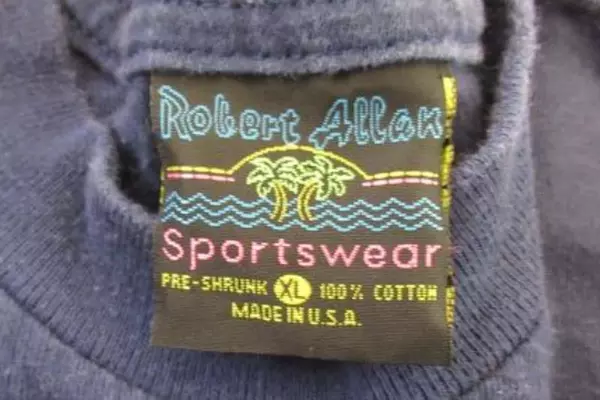 Robert Allan
Sportswear
PRE-SHRUNK XL 100% COTTON
MADE IN U.S.A.